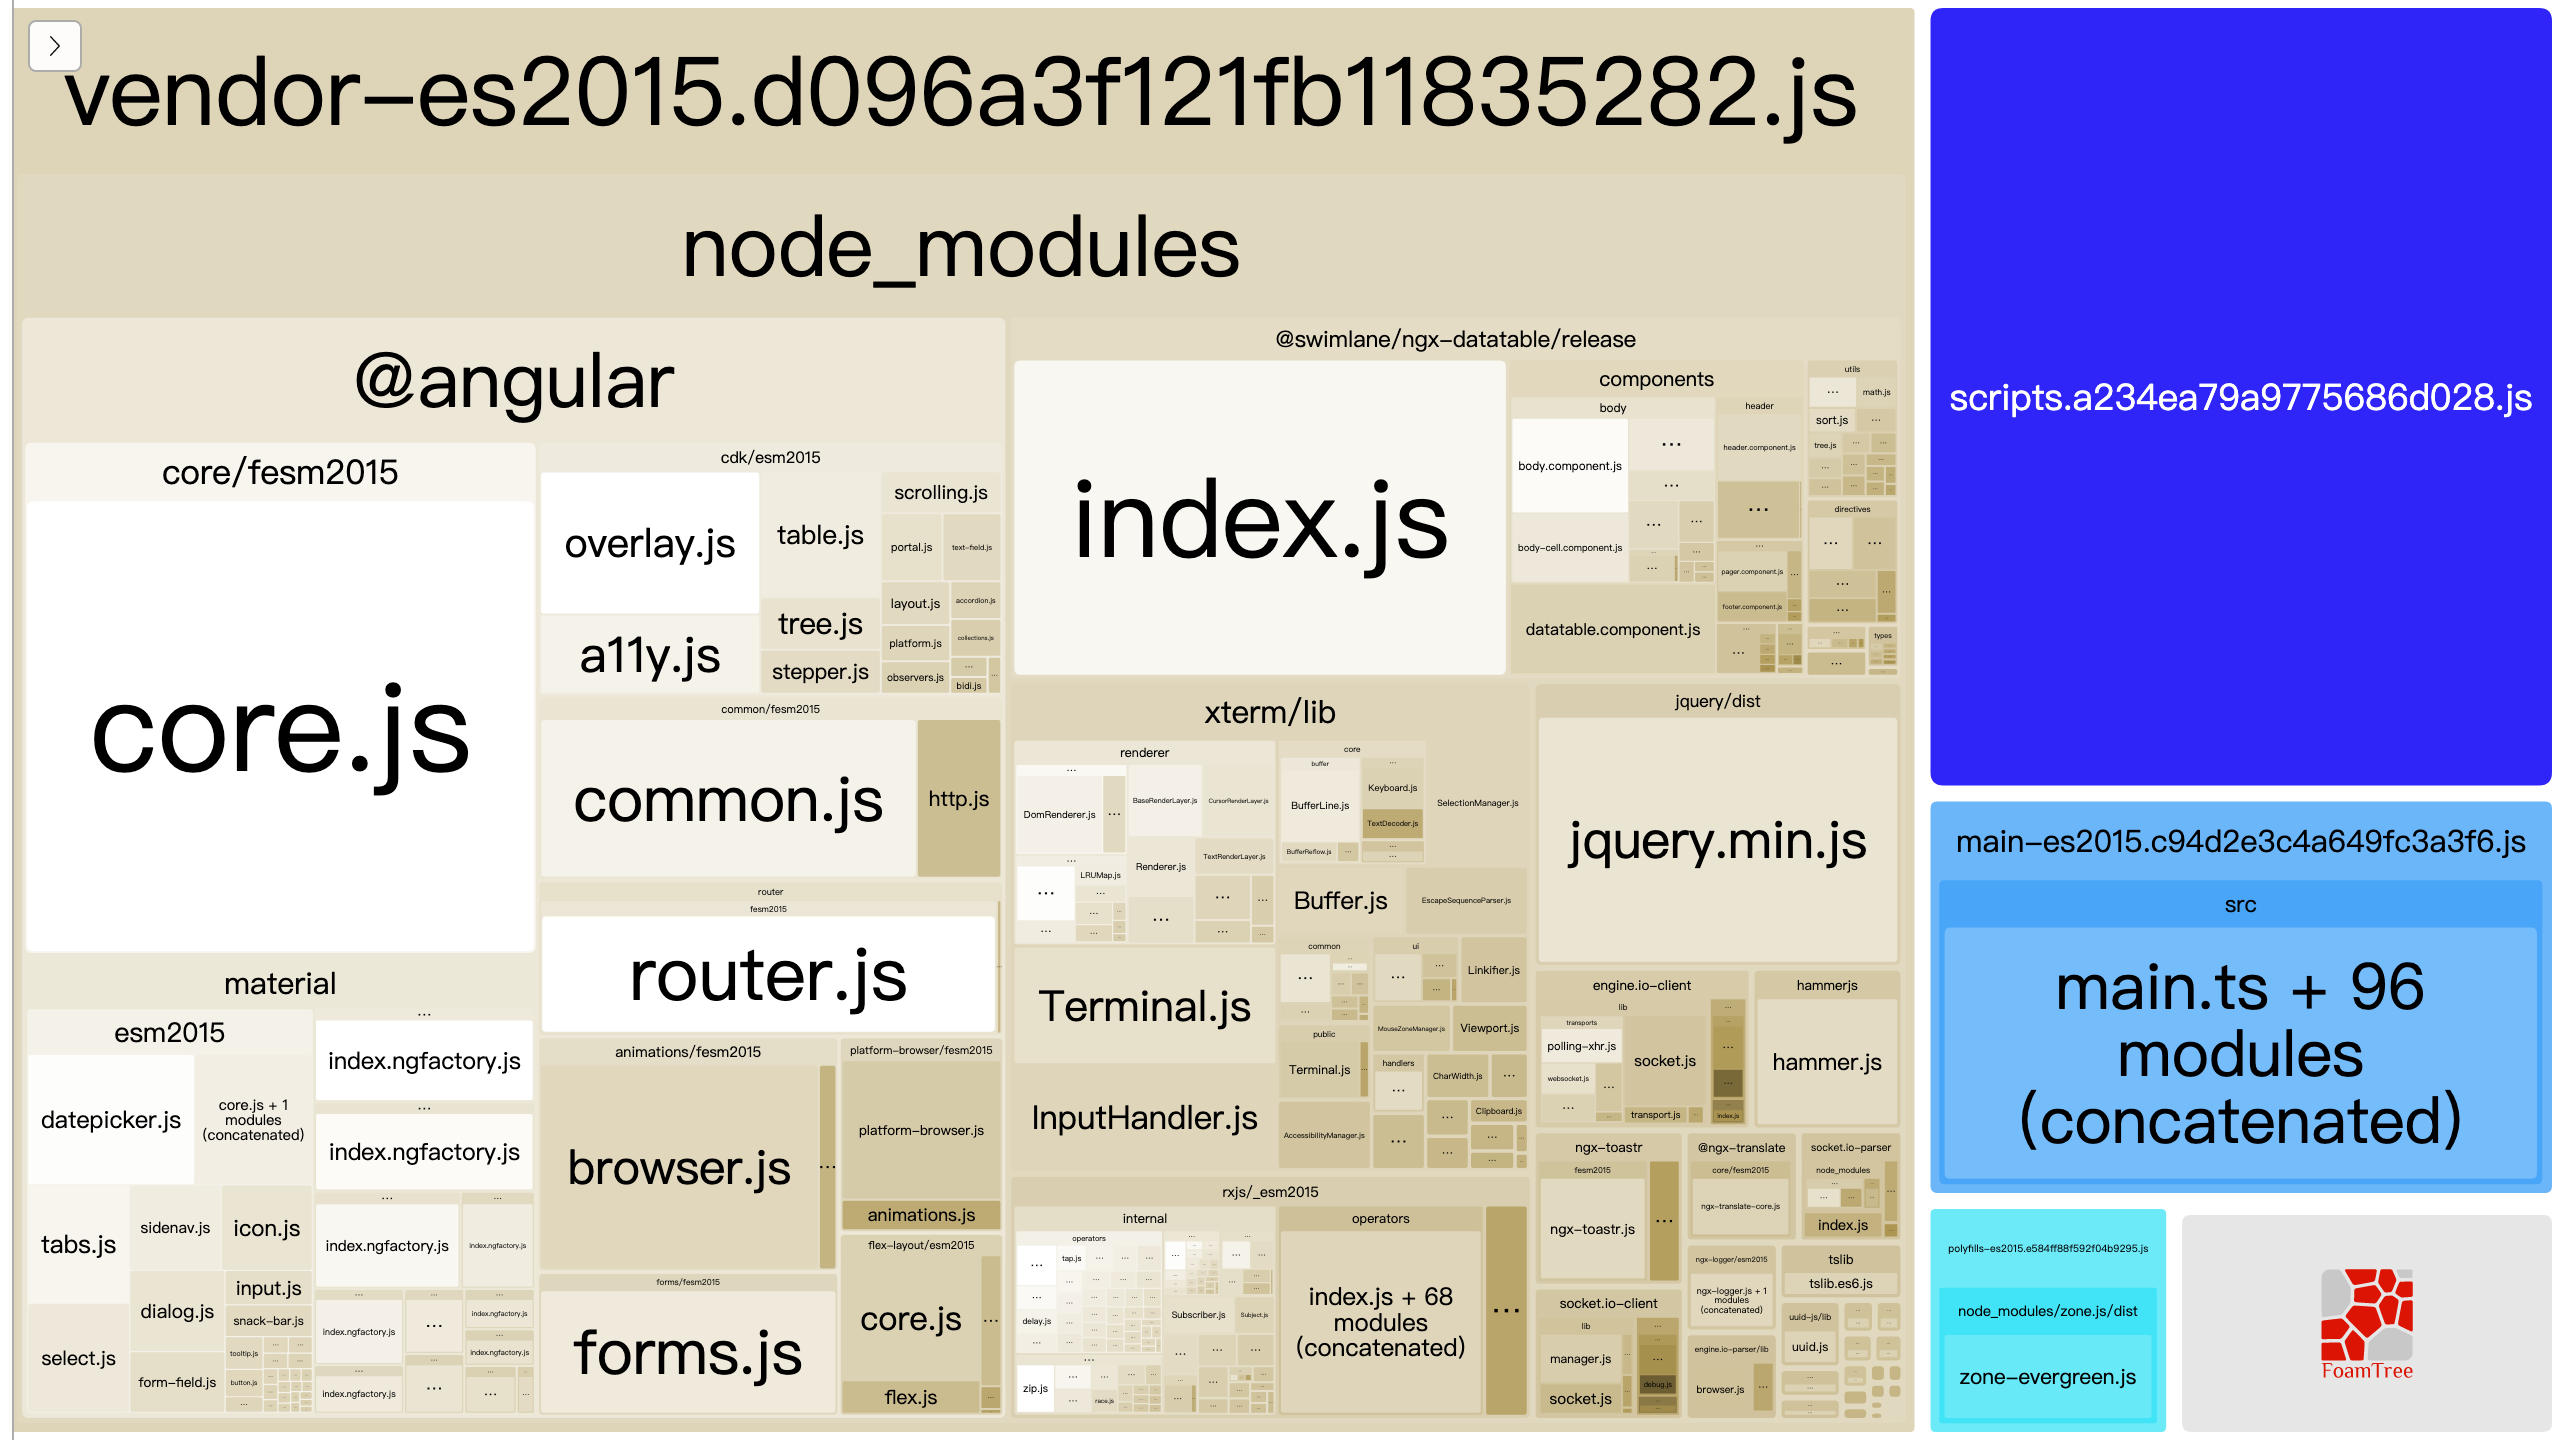 vendor-es2015.d096a3f121fb11835282.js
node_modules
@angular
core/fesm2015
core.js
material
esm2015
datepicker.js
core.js + 1
modules
(concatenated)
tabs.js
sidenav.js
icon.js
dialog.js
input.js
snack-bar.js
select.js
form-field.js
tooltip.js
button.js
...
index.ngfactory.js
...
index.ngfactory.js
...
index.ngfactory.js
...
index.ngfactory.js
index.ngfactory.js
index.ngfactory.js
index.ngfactory.js
index.ngfactory.js
cdk/esm2015
overlay.js
a11y.js
table.js
tree.js
stepper.js
scrolling.js
portal.js
text-field.js
layout.js
accordion.js
platform.js
collections.js
observers.js
bidi.js
common/fesm2015
common.js
http.js
router
fesm2015
router.js
animations/fesm2015
browser.js
...
platform-browser/fesm2015
platform-browser.js
animations.js
forms/fesm2015
forms.js
flex-layout/esm2015
core.js
...
flex.js
@swimlane/ngx-datatable/release
index.js
components
body
body.component.js
body-cell.component.js
datatable.component.js
header
header.component.js
pager.component.js
footer.component.js
utils
math.js
sort.js
tree.js
directives
types
xterm/lib
renderer
DomRenderer.js
BaseRenderLayer.js
CursorRenderLayer.js
LRUMap.js
Renderer.js
TextRenderLayer.js
Terminal.js
InputHandler.js
core
buffer
BufferLine.js
BufferReflow.js
Keyboard.js
TextDecoder.js
SelectionManager.js
Buffer.js
EscapeSequenceParser.js
common
ui
Linkifier.js
public
Terminal.js
MouseZoneManager.js
Viewport.js
handlers
CharWidth.js
AccessibilityManager.js
Clipboard.js
rxjs/_esm2015
internal
operators
tap.js
delay.js
zip.js
race.js
Subscriber.js
Subject.js
operators
index.js + 68
modules
(concatenated)
...
jquery/dist
jquery.min.js
engine.io-client
lib
transports
polling-xhr.js
websocket.js
socket.js
transport.js
index.js
hammerjs
hammer.js
ngx-toastr
fesm2015
ngx-toastr.js
...
@ngx-translate
core/fesm2015
ngx-translate-core.js
socket.io-parser
node_modules
index.js
socket.io-client
lib
manager.js
socket.js
debug.js
ngx-logger/esm2015
ngx-logger.js + 1
modules
(concatenated)
engine.io-parser/lib
browser.js
tslib
tslib.es6.js
uuid-js/lib
uuid.js
scripts.a234ea79a9775686d028.js
main-es2015.c94d2e3c4a649fc3a3f6.js
src
main.ts + 96
modules
(concatenated)
polyfills-es2015.e584ff88f592f04b9295.js
node_modules/zone.js/dist
zone-evergreen.js
FoamTree